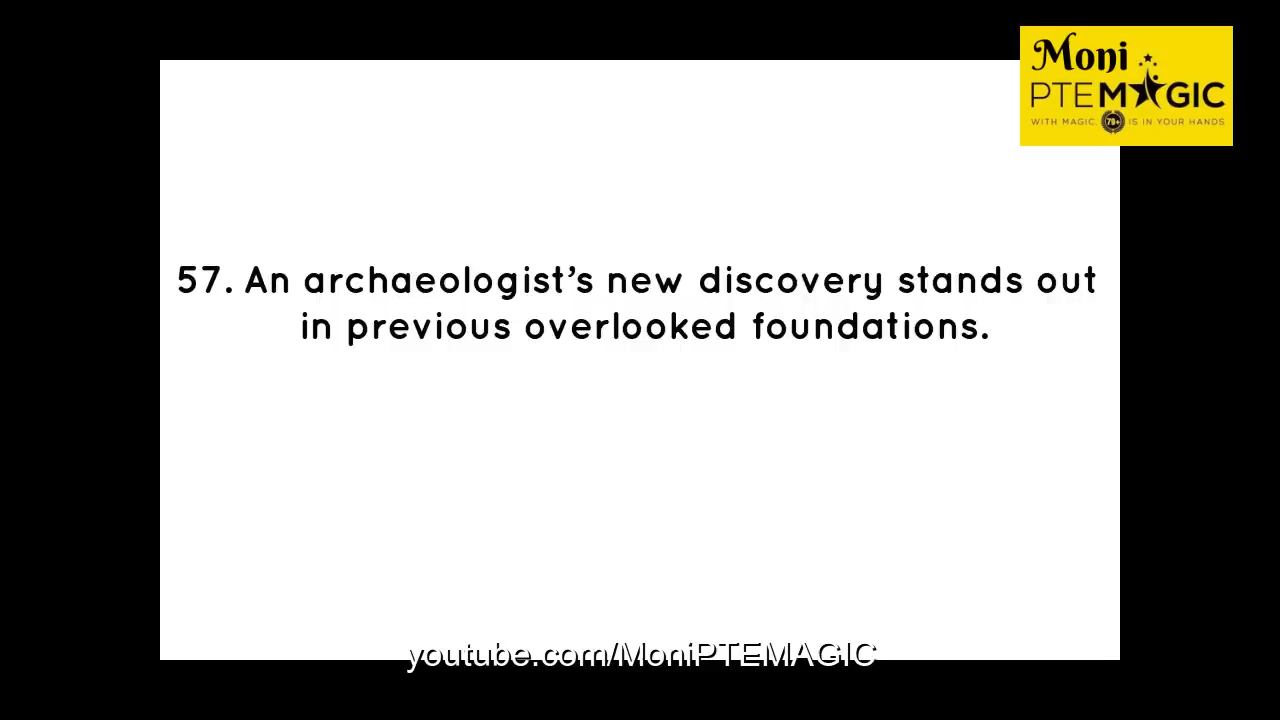 Moni
PTEMAGIC
WITH MAGIC, 79+ IS IN YOUR HANDS
57. An archaeologist’s new discovery stands out
in previous overlooked foundations.
youtube.com/MoniPTEMAGIC